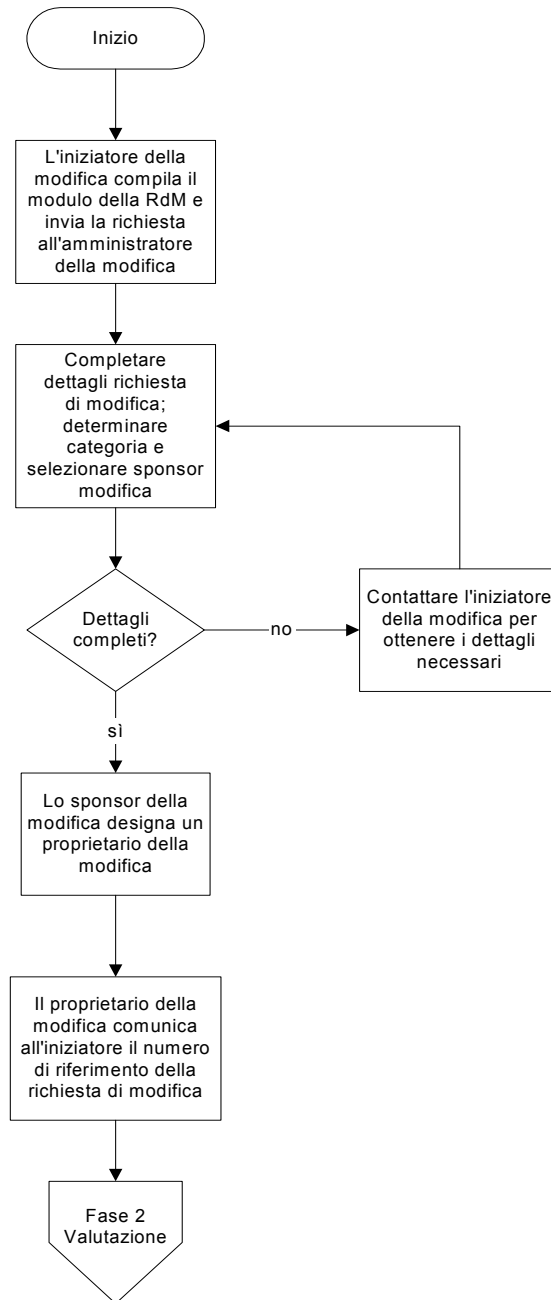 Inizio
L'iniziatore della
modifica compila il
modulo della RdM e
invia la richiesta
all'amministratore
della modifica
Completare
dettagli richiesta
di modifica;
determinare
categoria e
selezionare sponsor
modifica
Dettagli
completi?
no
Contattare l'iniziatore
della modifica per
ottenere i dettagli
necessari
sì
Lo sponsor della
modifica designa un
proprietario della
modifica
Il proprietario della
modifica comunica
all'iniziatore il numero
di riferimento della
richiesta di modifica
Fase 2
Valutazione